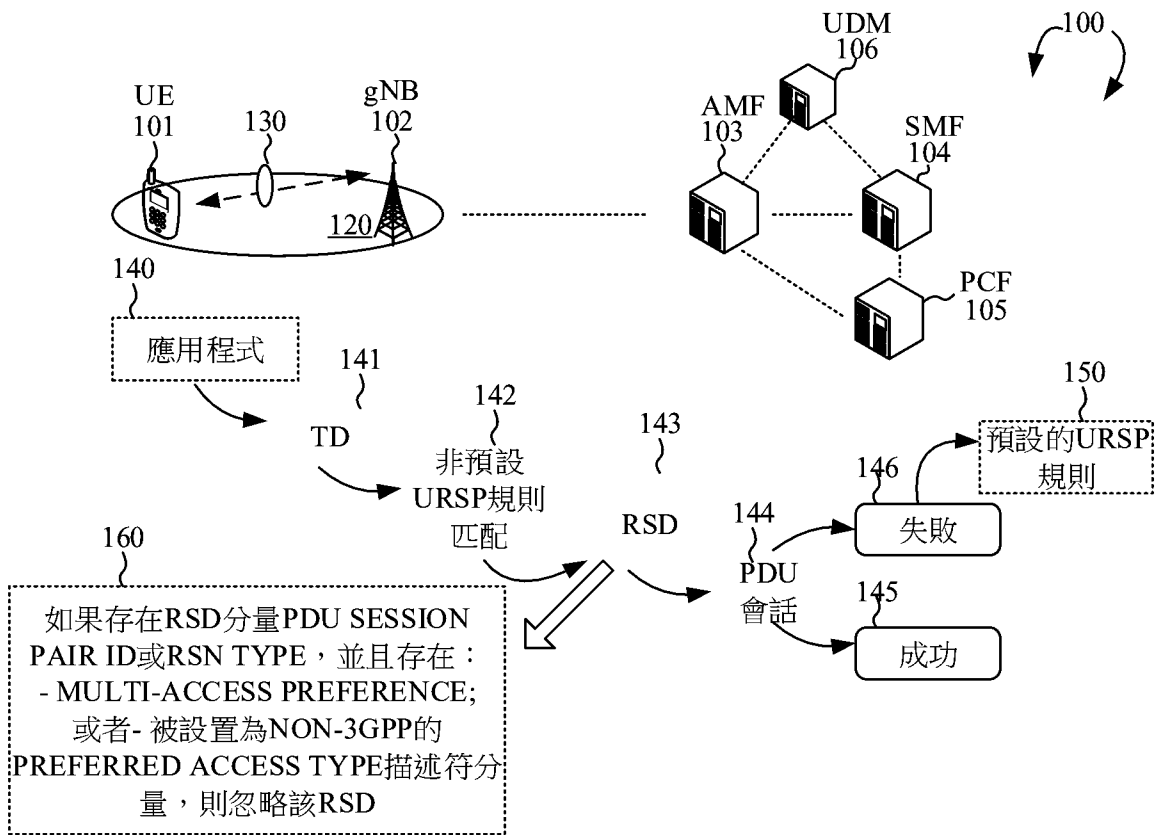 UDM
106
100
UE
101
130
gNB
102
AMF
103
SMF
104
120
PCF
105
140
應用程式
141
TD
142
非預設
URSP規則
匹配
143
RSD
144
PDU
會話
146
失敗
145
成功
150
預設的URSP
規則
160
如果存在RSD分量PDU SESSION
PAIR ID或RSN TYPE，並且存在：
- MULTI-ACCESS PREFERENCE;
或者- 被設置為NON-3GPP的
PREFERRED ACCESS TYPE描述符分
量，則忽略該RSD